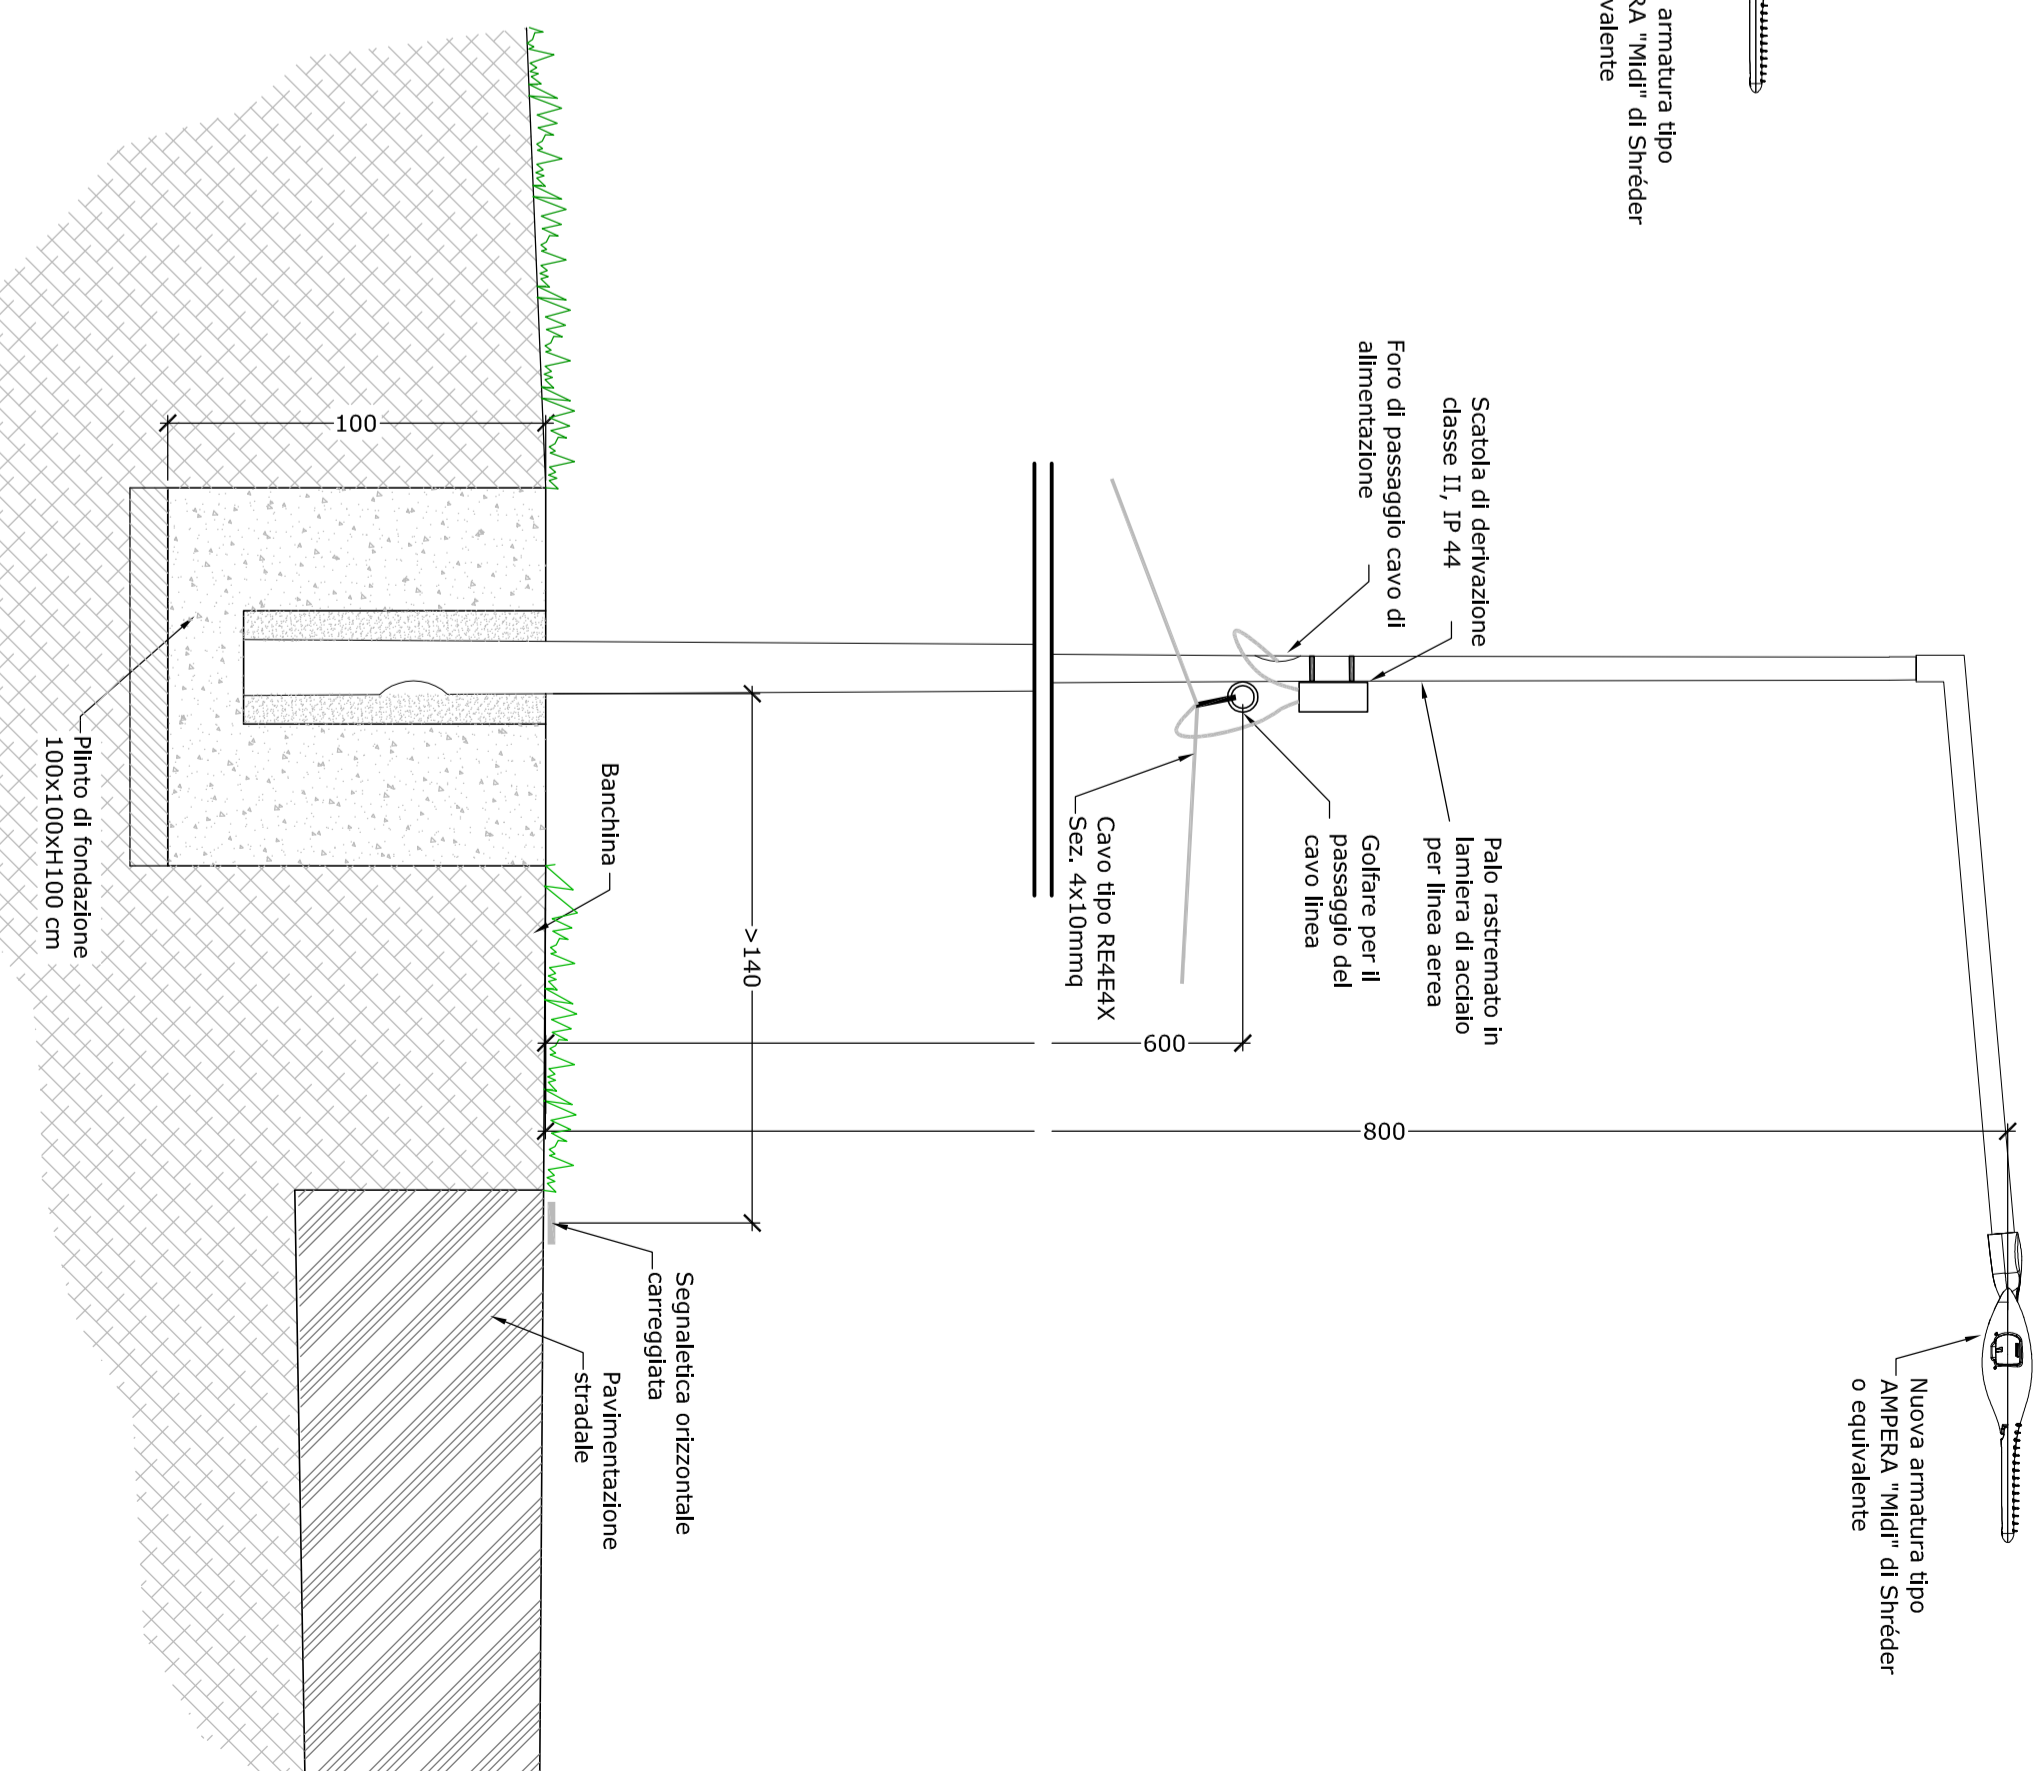 armatura tipo
RA "Midi" di Shréder
valente
Nuova armatura tipo
AMPERA "Midi" di Shréder
o equivalente
Scatola di derivazione
classe II, IP 44
Foro di passaggio cavo di
alimentazione
Palo rastremato in
lamiera di acciaio
per linea aerea
Golfare per il
passaggio del
cavo linea
Cavo tipo RE4E4X
Sez. 4x10mmq
800
600
>140
Segnaletica orizzontale
carreggiata
Banchina
Pavimentazione
stradale
100
Plinto di fondazione
100x100xH100 cm